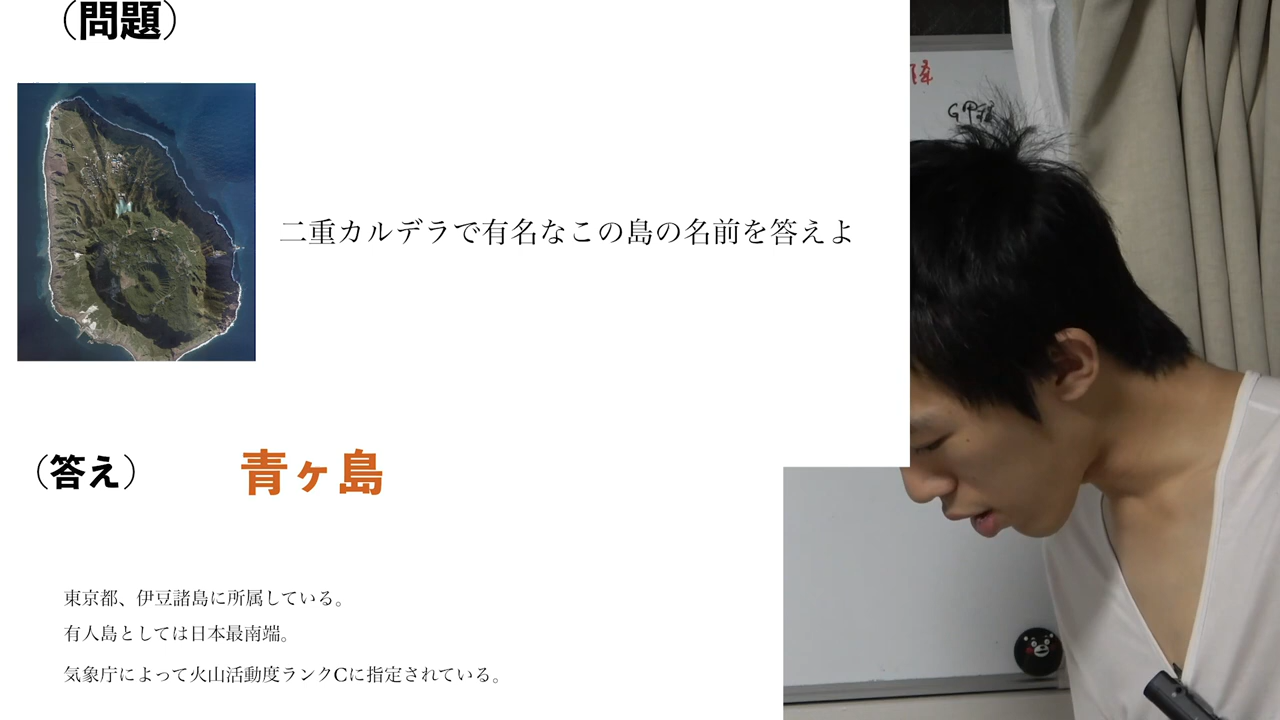 （問題）
二重カルデラで有名なこの島の名前を答えよ
（答え）
青ヶ島
東京都、伊豆諸島に所属している。
有人島としては日本最南端。
気象庁によって火山活動度ランクCに指定されている。